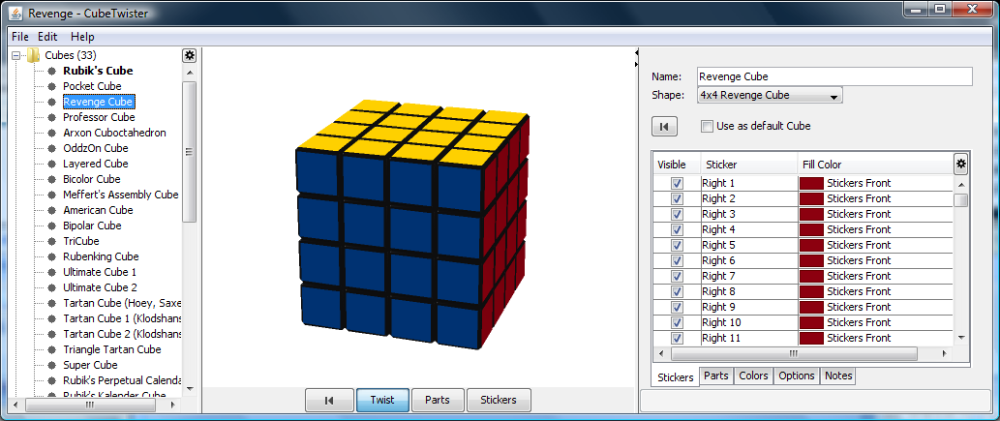 Revenge - CubeTwister
File Edit Help
Cubes (33)
Rubik's Cube
Pocket Cube
Revenge Cube
Professor Cube
Arxon Cuboctahedron
OddzOn Cube
Layered Cube
Bicolor Cube
Meffert's Assembly Cube
American Cube
Bipolar Cube
TriCube
Rubenking Cube
Ultimate Cube 1
Ultimate Cube 2
Tartan Cube (Hoey, Saxe
Tartan Cube 1 (Klodshans
Tartan Cube 2 (Klodshans
Triangle Tartan Cube
Super Cube
Rubik's Perpetual Calenda
Rubik's Kalender Cube
Twist Parts Stickers
Name: Revenge Cube
Shape: 4x4 Revenge Cube
Use as default Cube
Visible Sticker Fill Color
Right 1 Stickers Front
Right 2 Stickers Front
Right 3 Stickers Front
Right 4 Stickers Front
Right 5 Stickers Front
Right 6 Stickers Front
Right 7 Stickers Front
Right 8 Stickers Front
Right 9 Stickers Front
Right 10 Stickers Front
Right 11 Stickers Front
Stickers Parts Colors Options Notes